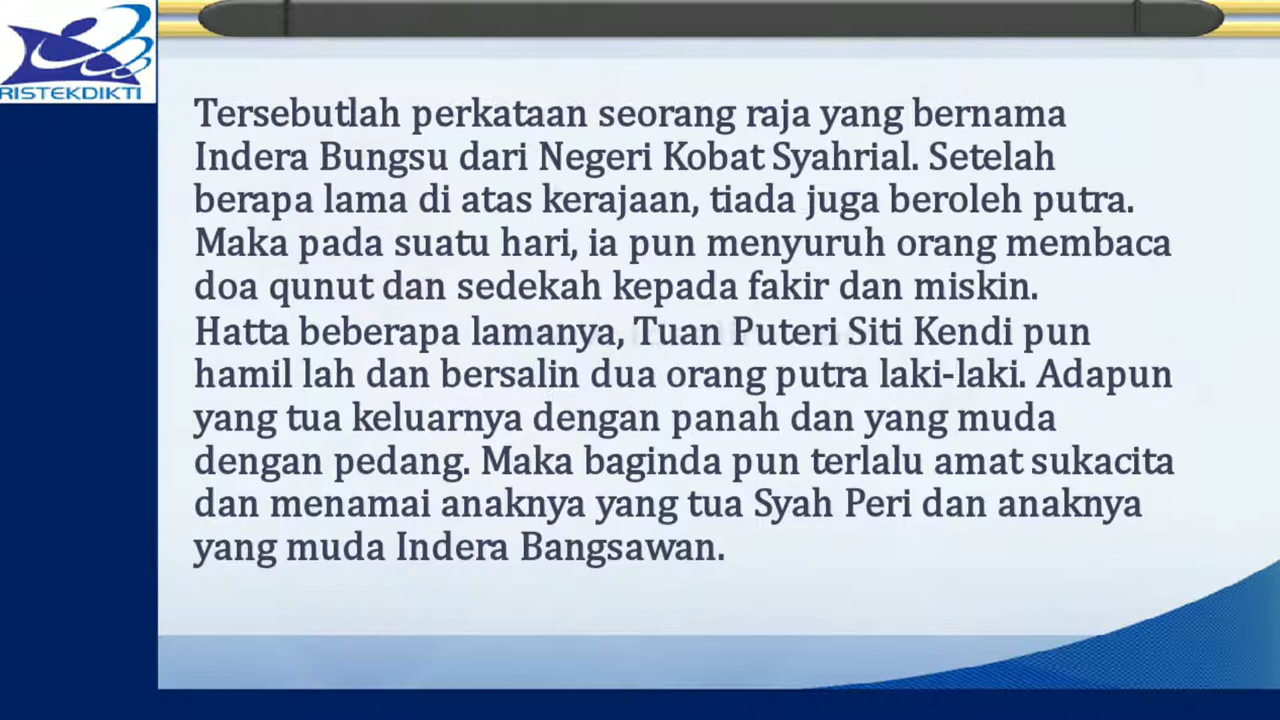 RISTEKDIKTI
Tersebutlah perkataan seorang raja yang bernama
Indera Bungsu dari Negeri Kobat Syahrial. Setelah
berapa lama di atas kerajaan, tiada juga beroleh putra.
Maka pada suatu hari, ia pun menyuruh orang membaca
doa qunut dan sedekah kepada fakir dan miskin.
Hatta beberapa lamanya, Tuan Puteri Siti Kendi pun
hamil lah dan bersalin dua orang putra laki-laki. Adapun
yang tua keluarnya dengan panah dan yang muda
dengan pedang. Maka baginda pun terlalu amat sukacita
dan menamai anaknya yang tua Syah Peri dan anaknya
yang muda Indera Bangsawan.